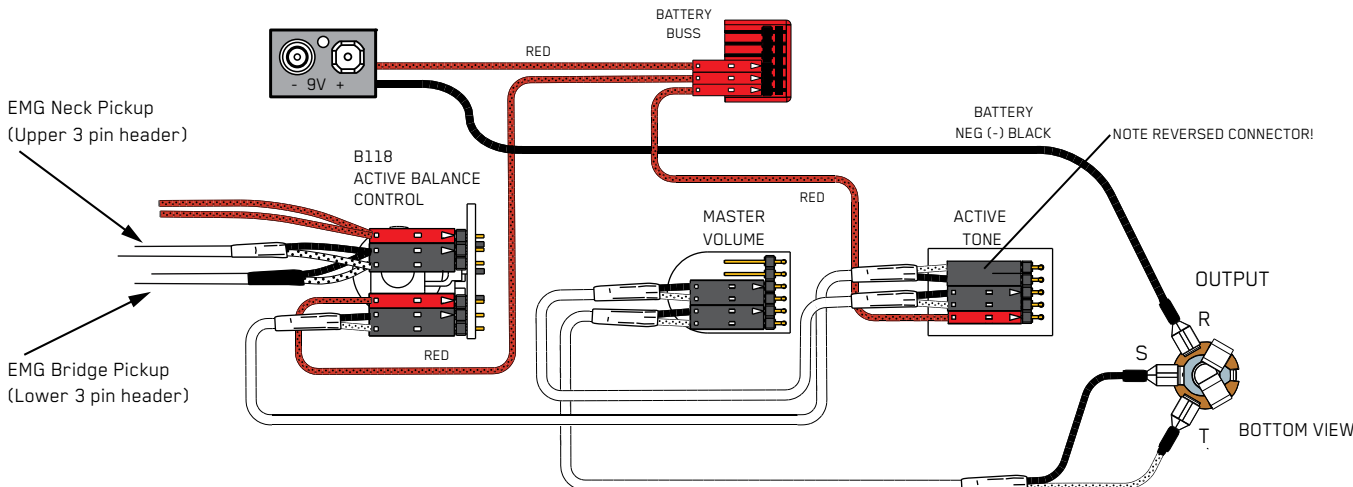 BATTERY
BUSS
RED
- 9V +
EMG Neck Pickup
(Upper 3 pin header)
BATTERY
NEG (-) BLACK
NOTE REVERSED CONNECTOR!
B118
ACTIVE BALANCE
CONTROL
RED
MASTER
VOLUME
ACTIVE
TONE
OUTPUT
R
S
RED
EMG Bridge Pickup
(Lower 3 pin header)
T
BOTTOM VIEW